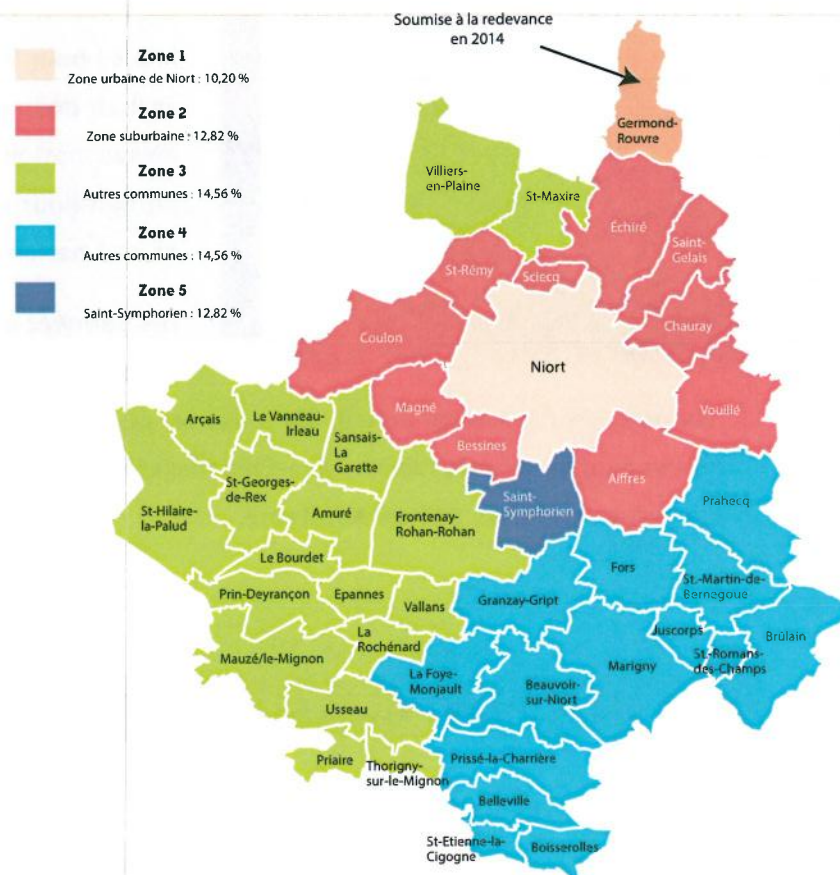 Soumise à la redevance
en 2014
Zone 1
Zone urbaine de Niort : 10,20 %
Zone 2
Zone suburbaine : 12,82 %
Zone 3
Autres communes : 14,56 %
Zone 4
Autres communes : 14,56 %
Zone 5
Saint-Symphorien : 12,82 %
Germond-
Rouvre
Villiers-
en-Plaine
St-Maxire
Échiré
Saint-
Gelais
St-Rémy
Sciecq
Chauray
Coulon
Niort
Magné
Vouillé
Bessines
Aiffres
Arçais
Le Vanneau-
Irleau
Sansais-
La
Garette
St-Hilaire-
la-Palud
St-Georges-
de-Rex
Amuré
Frontenay-
Rohan-Rohan
Saint-
Symphorien
Prahecq
Le Bourdet
Fors
St.-Martin-de-
Bernegoue
Prin-Deyrançon
Epannes
Vallans
Granzay-Gript
Juscorps
Brûlain
St.-Romans-
des-Champs
La
Rochénard
Mauzé/le-Mignon
La Foye-
Monjault
Beauvoir-
sur-Niort
Marigny
Usseau
Priaire
Thorigny-
sur-le-Mignon
Prissé-la-Charrière
Belleville
St-Etienne-la-
Cigogne
Boisserolles